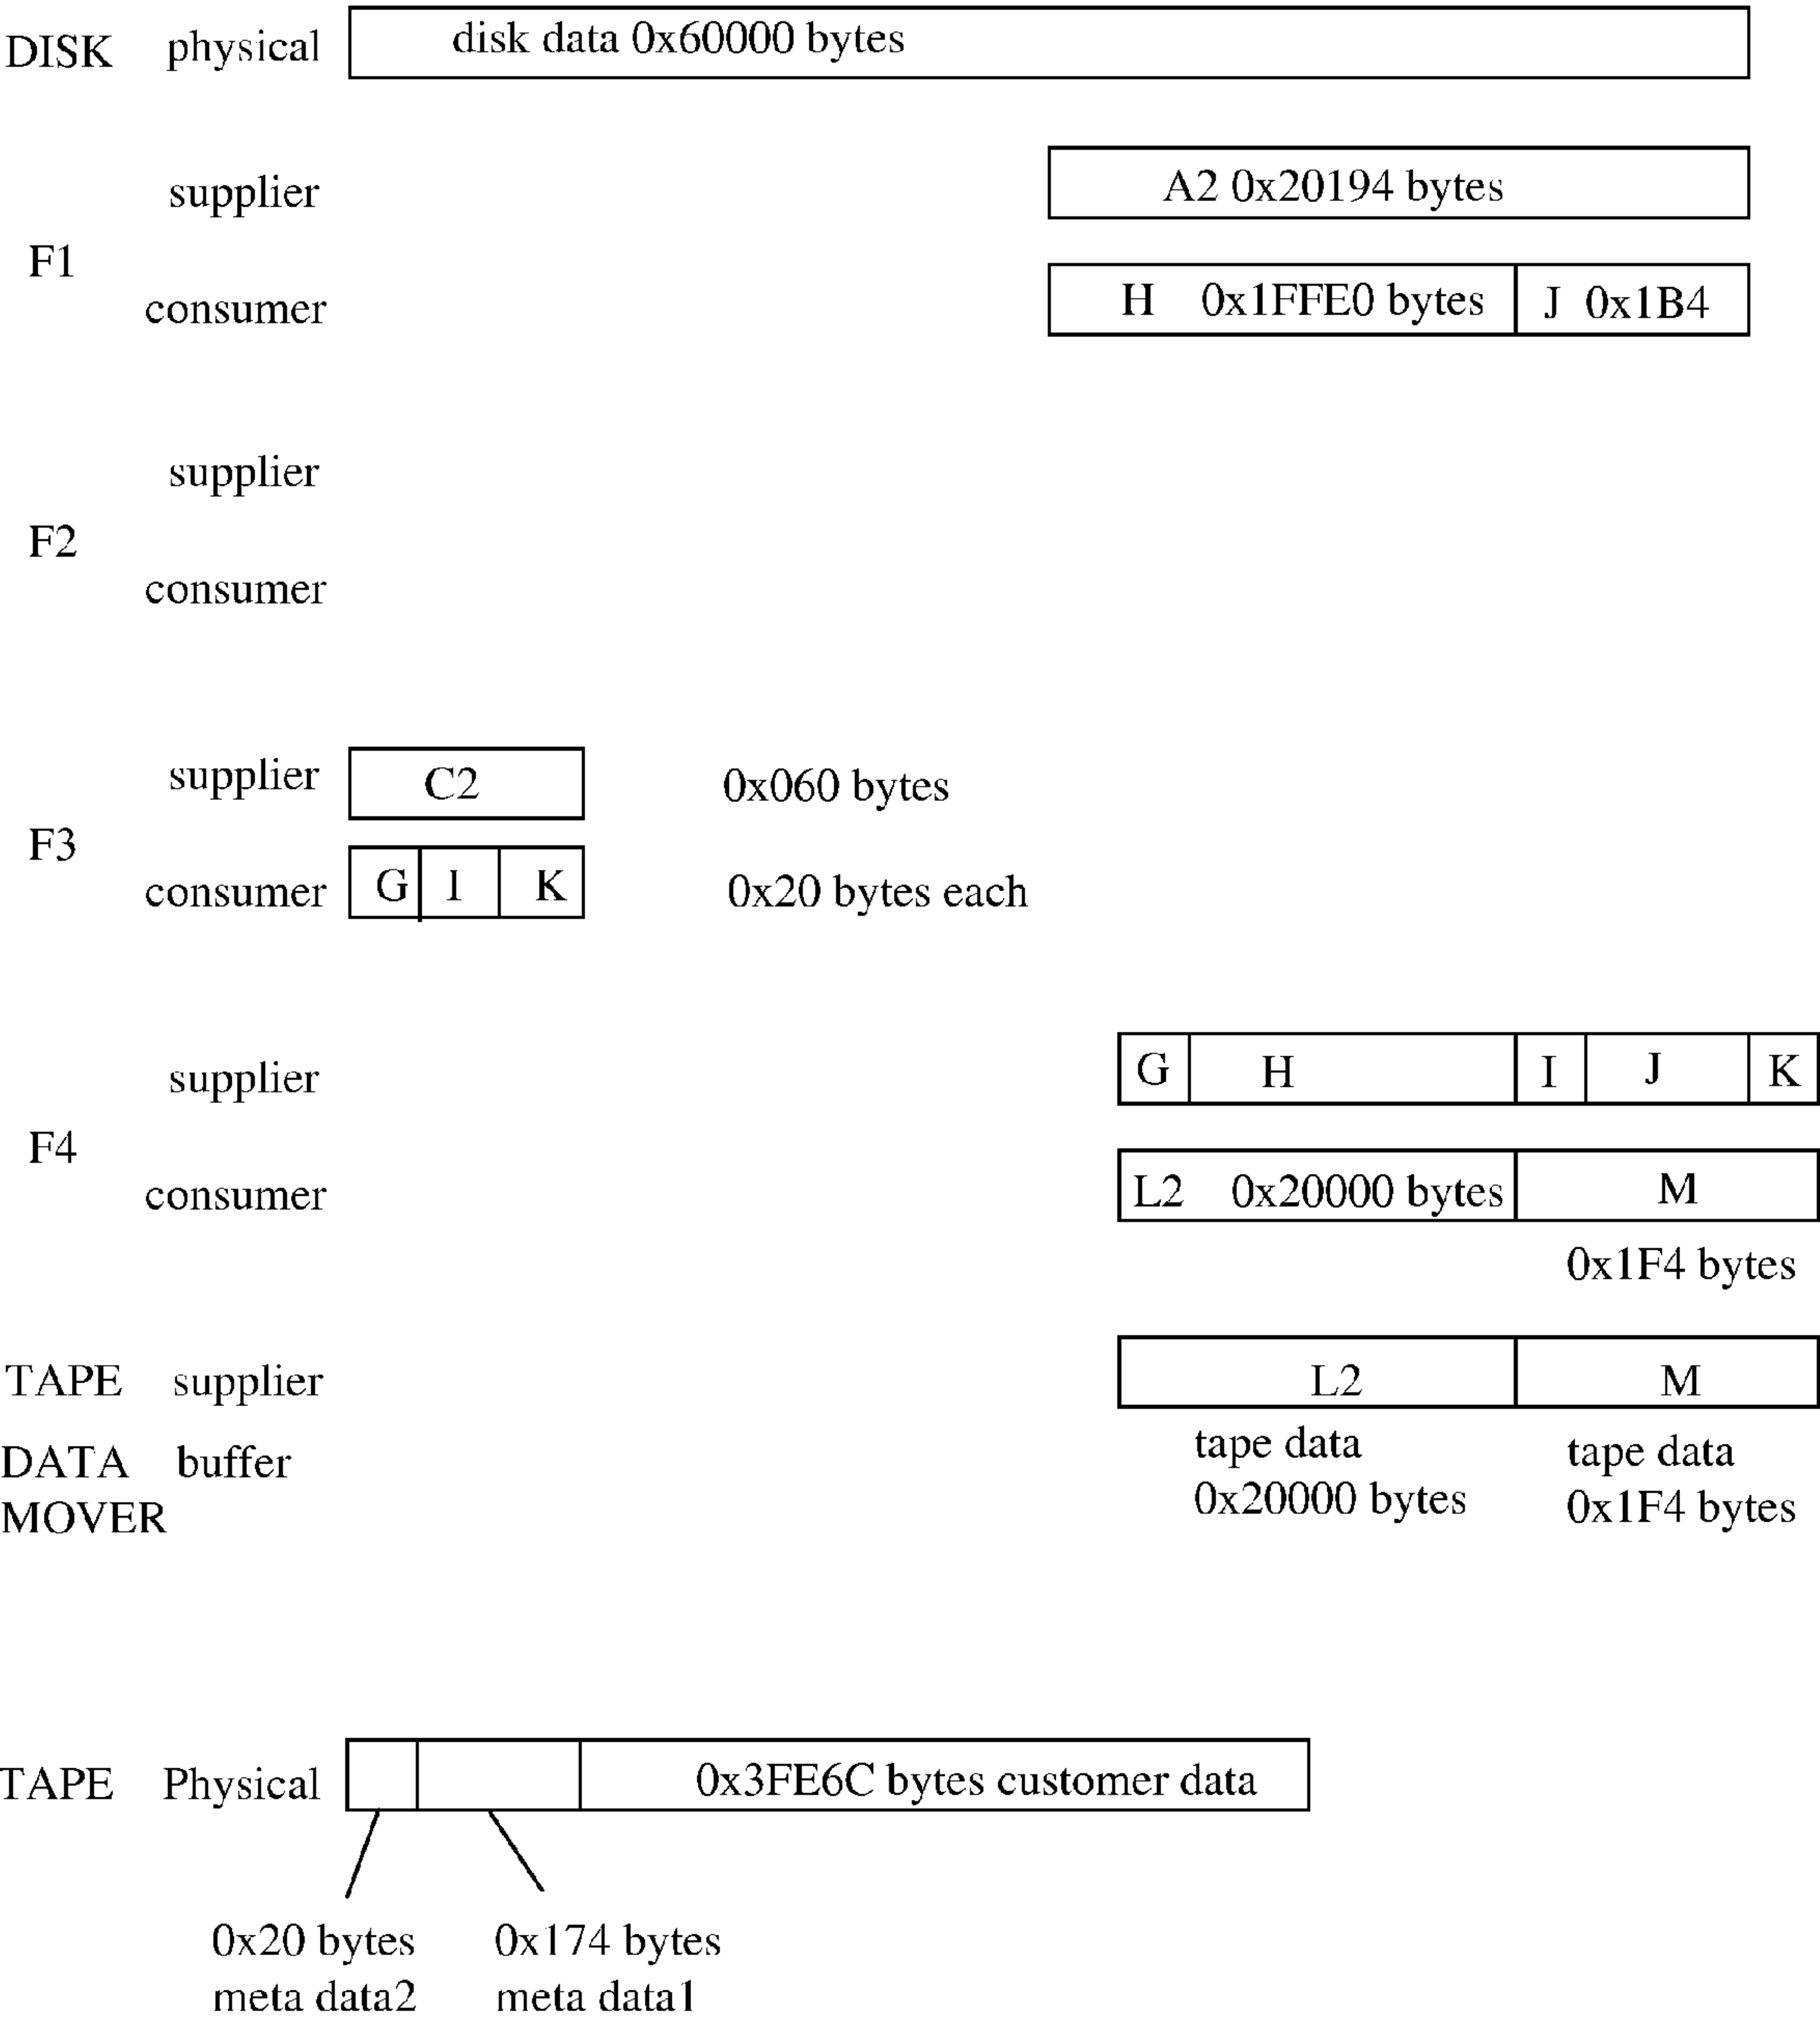 DISK physical disk data 0x60000 bytes
supplier A2 0x20194 bytes
F1
consumer H 0x1FFE0 bytes J 0x1B4
supplier
F2
consumer
supplier C2 0x060 bytes
F3
consumer G I K 0x20 bytes each
supplier G H I J K
F4
consumer L2 0x20000 bytes M
0x1F4 bytes
TAPE supplier L2 M
DATA buffer tape data tape data
MOVER 0x20000 bytes 0x1F4 bytes
TAPE Physical 0x3FE6C bytes customer data
0x20 bytes 0x174 bytes
meta data2 meta data1